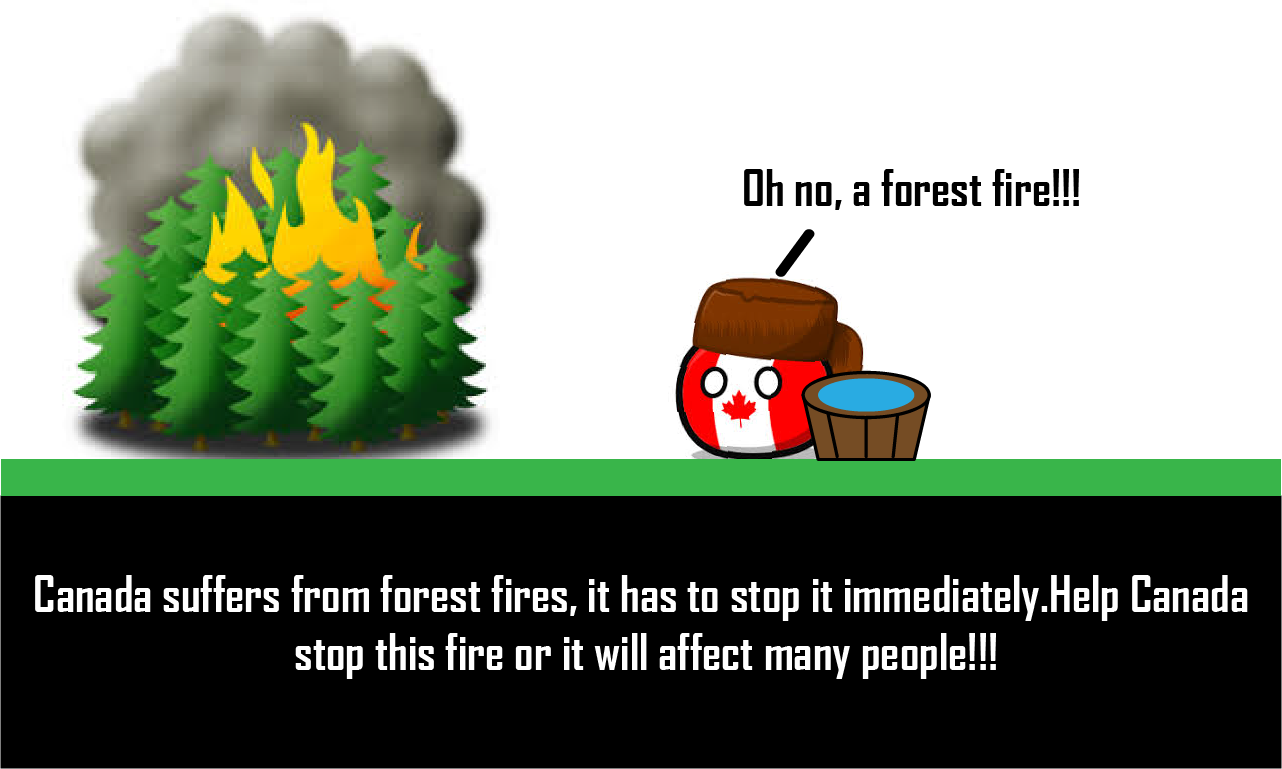 Oh no, a forest fire!!!
Canada suffers from forest fires, it has to stop it immediately.Help Canada
stop this fire or it will affect many people!!!